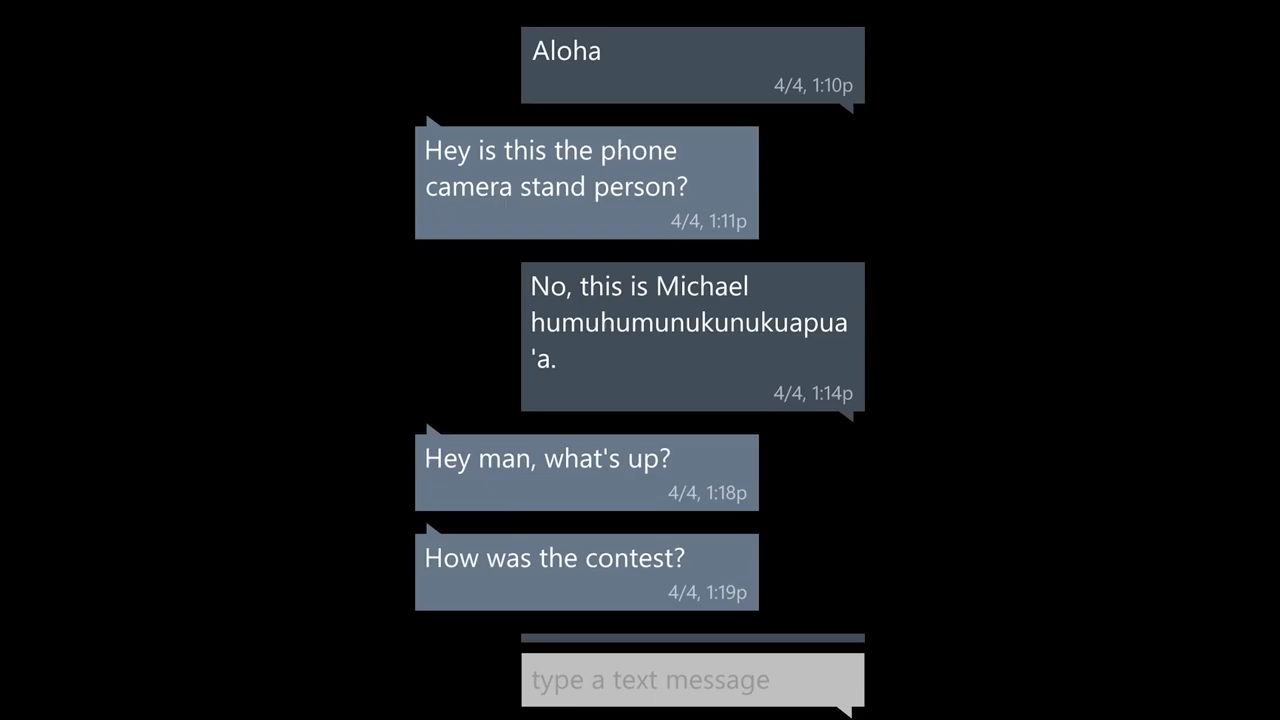 Aloha
4/4, 1:10p
Hey is this the phone
camera stand person?
4/4, 1:11p
No, this is Michael
humuhumunukunukuapua
'a.
4/4, 1:14p
Hey man, what's up?
4/4, 1:18p
How was the contest?
4/4, 1:19p
type a text message